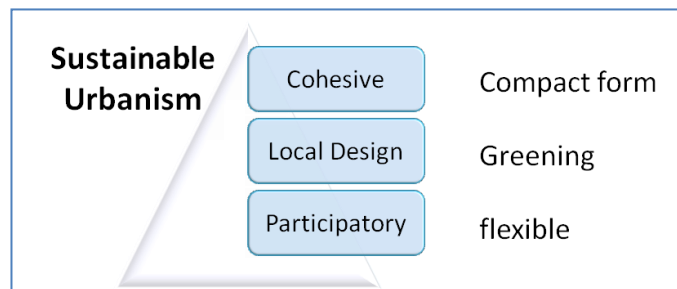 Sustainable
Urbanism
Cohesive
Compact form
Local Design
Greening
Participatory
flexible